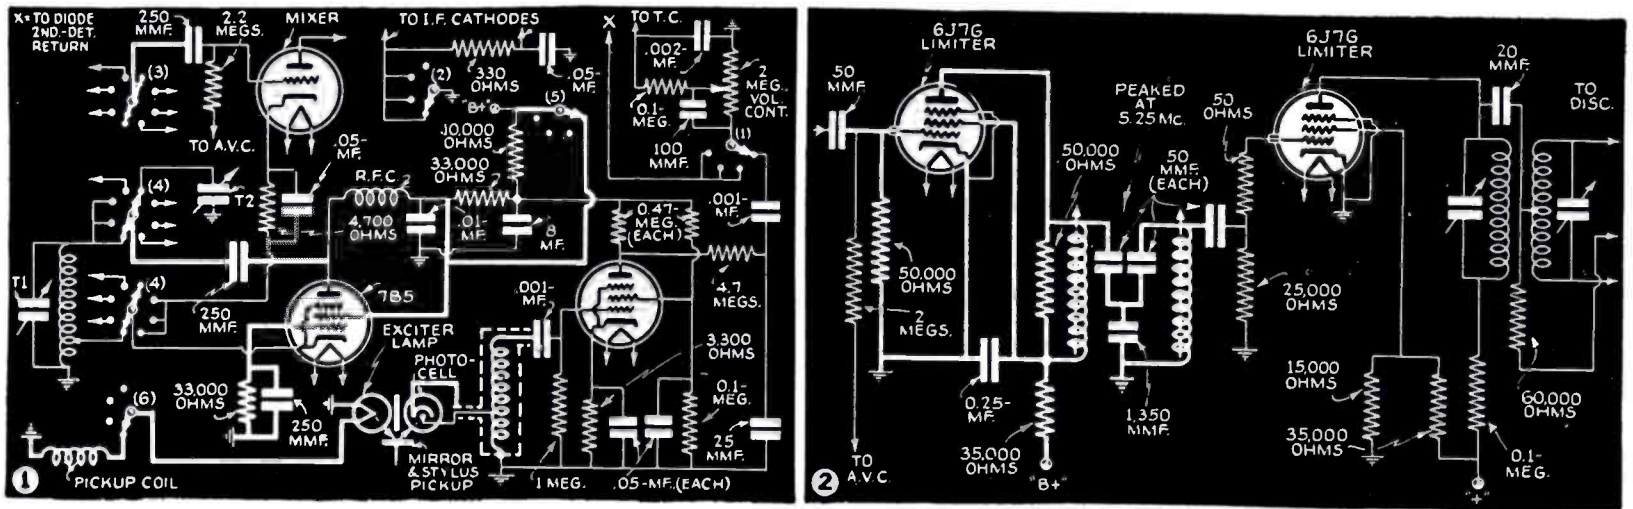 X=TO DIODE
2ND.-DET.
RETURN
250
MMF.
2.2
MEGS.
MIXER
(3)
TO A.V.C.
TO I.F. CATHODES
330
OHMS
.05-
MF.
(2)
"B+"
(5)
X
TO T.C.
.002-
MF.
0.1-
MEG.
100
MMF.
2
MEG.,
VOL.
CONT.
(1)
.05-
MF.
10,000
OHMS
33,000
OHMS
R.F.C.
(4)
T2
4,700
OHMS
.01-
MF.
8
MF.
0.47-
MEG.
(EACH)
.001-
MF.
T1
(4)
250
MMF.
7B5
4.7
MEGS.
EXCITER
LAMP
PHOTO-
CELL
.001-
MF.
3,300
OHMS
33,000
OHMS
250
MMF.
(6)
0.1-
MEG.
25
MMF.
MIRROR
& STYLUS
PICKUP
1 MEG.
.05-MF.(EACH)
PICKUP COIL
1
6J7G
LIMITER
50
MMF.
PEAKED
AT
5.25 MC.
50,000
OHMS
50
MMF.
(EACH)
50,000
OHMS
2
MEGS.
0.25-
MF.
1,350
MMF.
35,000
OHMS
TO
A.V.C.
"B+"
6J7G
LIMITER
50
OHMS
20
MMF.
TO
DISC.
25,000
OHMS
15,000
OHMS
35,000
OHMS
60,000
OHMS
0.1-
MEG.
"+"
2